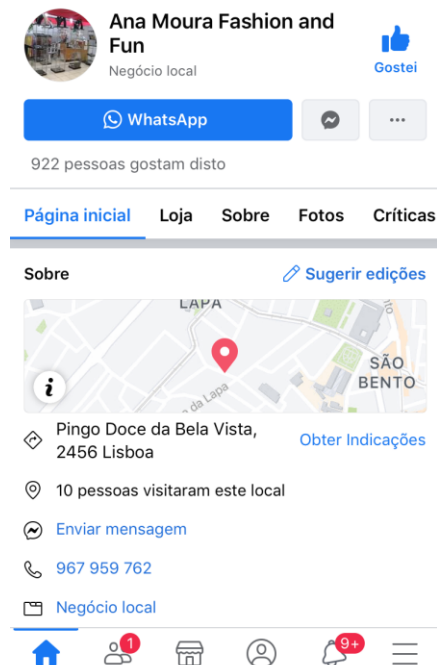 Ana Moura Fashion and
Fun
Negócio local
Gostei
WhatsApp
922 pessoas gostam disto
Página inicial Loja Sobre Fotos Críticas
Sobre
Sugerir edições
LAPA
SÃO
BENTO
da Lapa
Pingo Doce da Bela Vista,
2456 Lisboa
Obter Indicações
10 pessoas visitaram este local
Enviar mensagem
967 959 762
Negócio local
1
9+